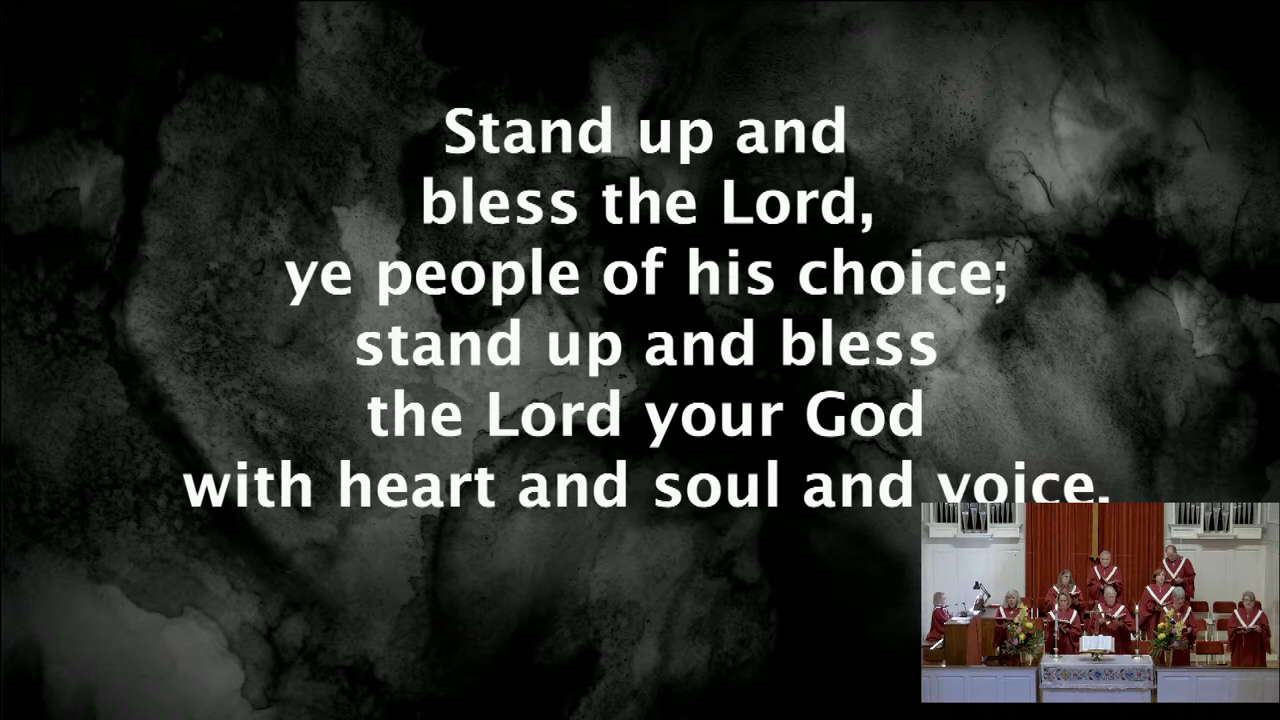 Stand up and
bless the Lord,
ye people of his choice;
stand up and bless
the Lord your God
with heart and soul and voice.